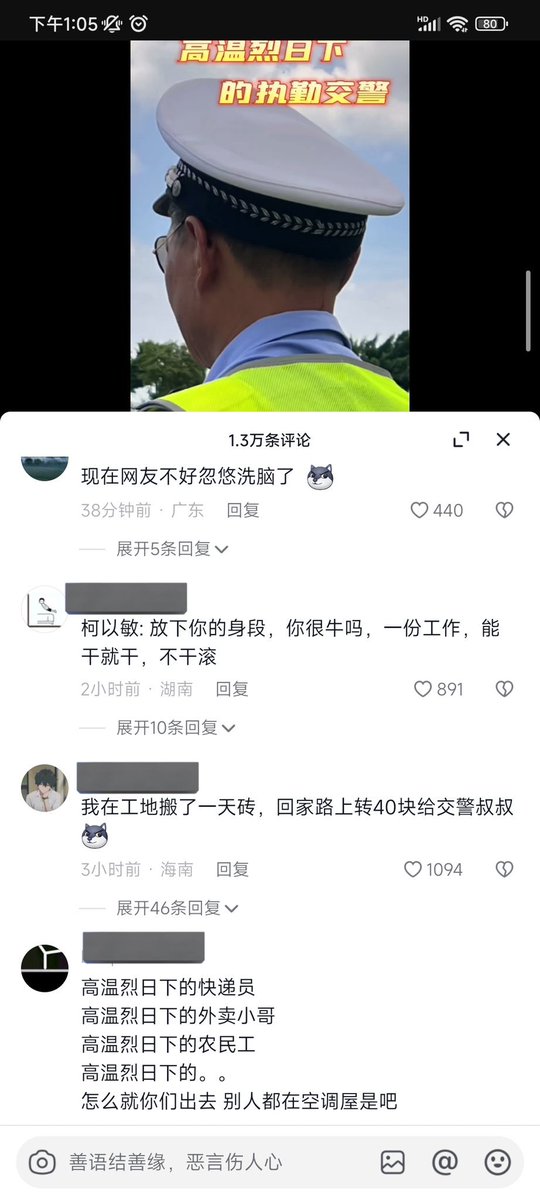 下午1:05
HD
80
高温烈日下
的执勤交警
1.3万条评论
现在网友不好忽悠洗脑了
38分钟前 · 广东 回复 440
展开5条回复
柯以敏: 放下你的身段，你很牛吗，一份工作，能
干就干，不干滚
2小时前 · 湖南 回复 891
展开10条回复
我在工地搬了一天砖，回家路上转40块给交警叔叔
3小时前 · 海南 回复 1094
展开46条回复
高温烈日下的快递员
高温烈日下的外卖小哥
高温烈日下的农民工
高温烈日下的。。
怎么就你们出去 别人都在空调屋是吧
善语结善缘，恶言伤人心